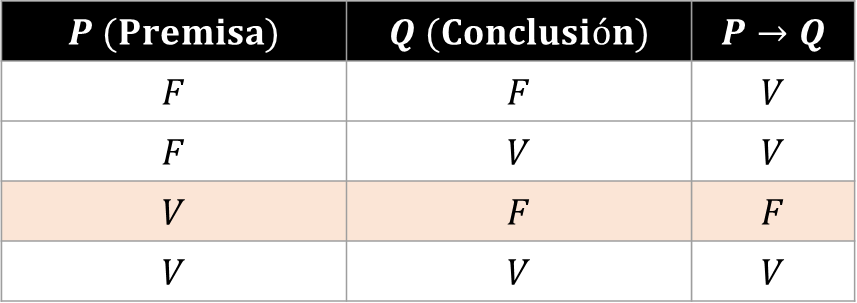 P (Premisa) Q (Conclusión) P → Q
F F V
F V V
V F F
V V V